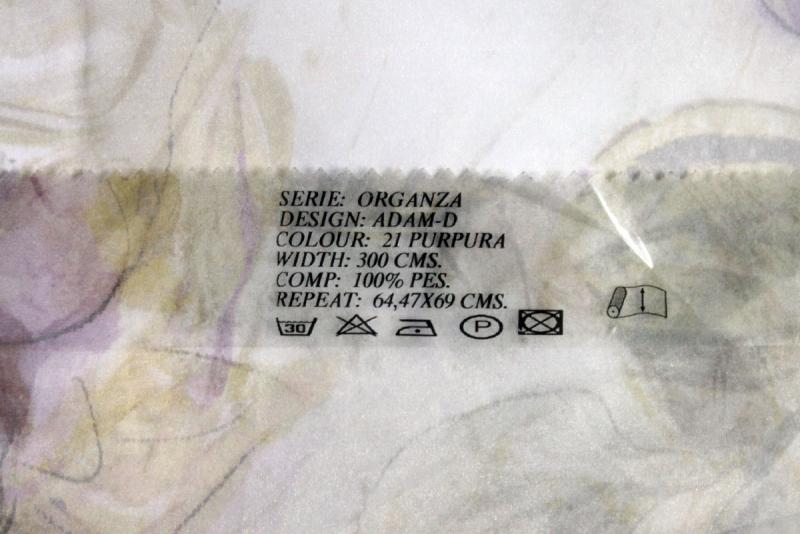 SERIE: ORGANZA
DESIGN: ADAM-D
COLOUR: 21 PURPURA
WIDTH: 300 CMS.
COMP: 100% PES.
REPEAT: 64,47X69 CMS.
30 P